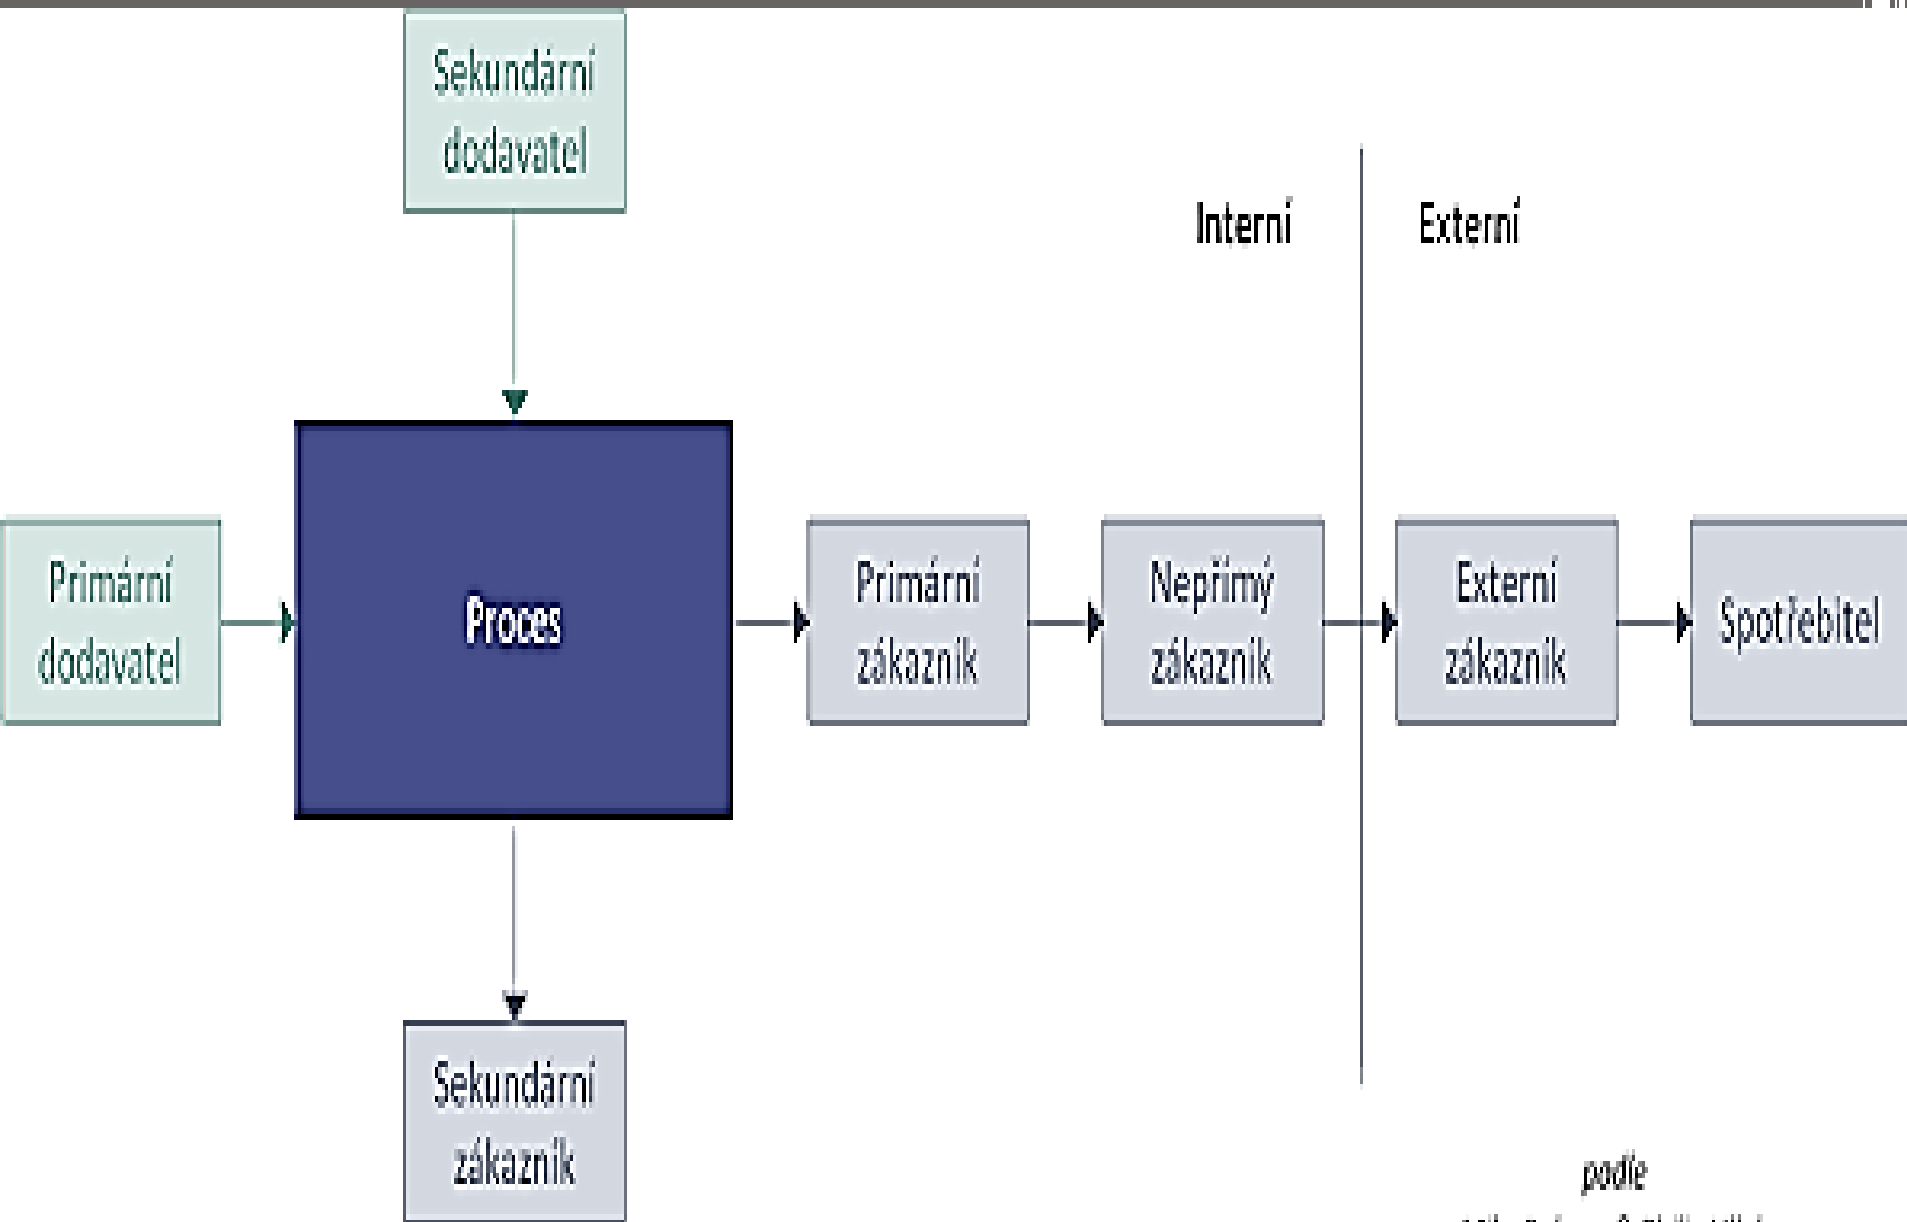 Sekundární
dodavatel
Interní
Externí
Primární
dodavatel
Proces
Primární
zákazník
Nepřímý
zákazník
Externí
zákazník
Spotřebitel
Sekundární
zákazník
podle